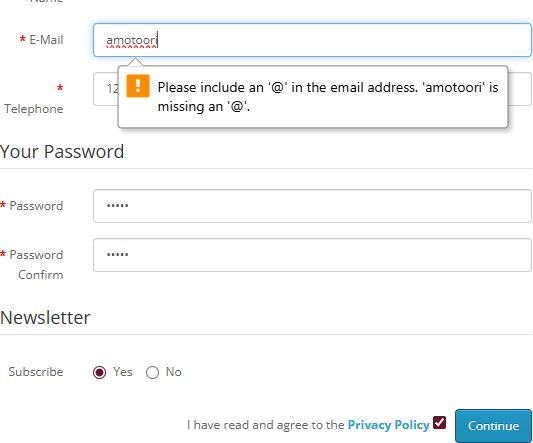 * E-Mail amotoori
Please include an '@' in the email address. 'amotoori' is
missing an '@'.
* Telephone 12
Your Password
* Password •••••
* Password Confirm •••••
Newsletter
Subscribe Yes No
I have read and agree to the Privacy Policy Continue